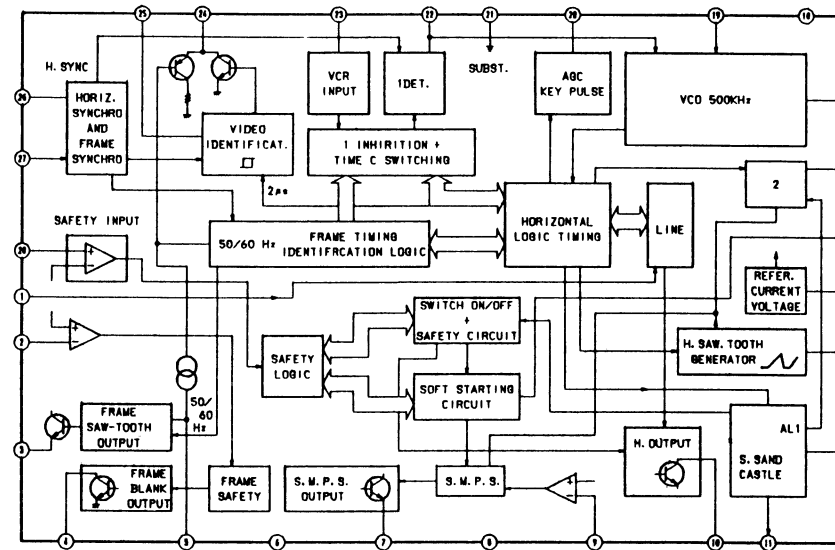 25
24
23
22
21
20
19
18
H. SYNC
SUBST.
26
HORIZ.
SYNCHRO
AND
FRAME
SYNCHRO
27
VIDEO
IDENTIFICAT.
VCR
INPUT
1DET.
AGC
KEY PULSE
VCO 500KHz
1 INHIRITION +
TIME C SWITCHING
2µs
2
SAFETY INPUT
50/60 Hz
FRAME TIMING
IDENTIFRCATION LOGIC
HORIZONTAL
LOGIC TIMING
LINE
+
-
1
REFER.
CURRENT
VOLTAGE
SWITCH ON/OFF
+
SAFETY CIRCUIT
+
-
2
SAFETY
LOGIC
H. SAW. TOOTH
GENERATOR
SOFT STARTING
CIRCUIT
50/
60
Hz
FRAME
SAW-TOOTH
OUTPUT
3
H. OUTPUT
AL1
S. SAND
CASTLE
FRAME
BLANK
OUTPUT
FRAME
SAFETY
S. M. P. S.
OUTPUT
S. M. P. S.
+
-
4
5
6
7
8
9
10
11